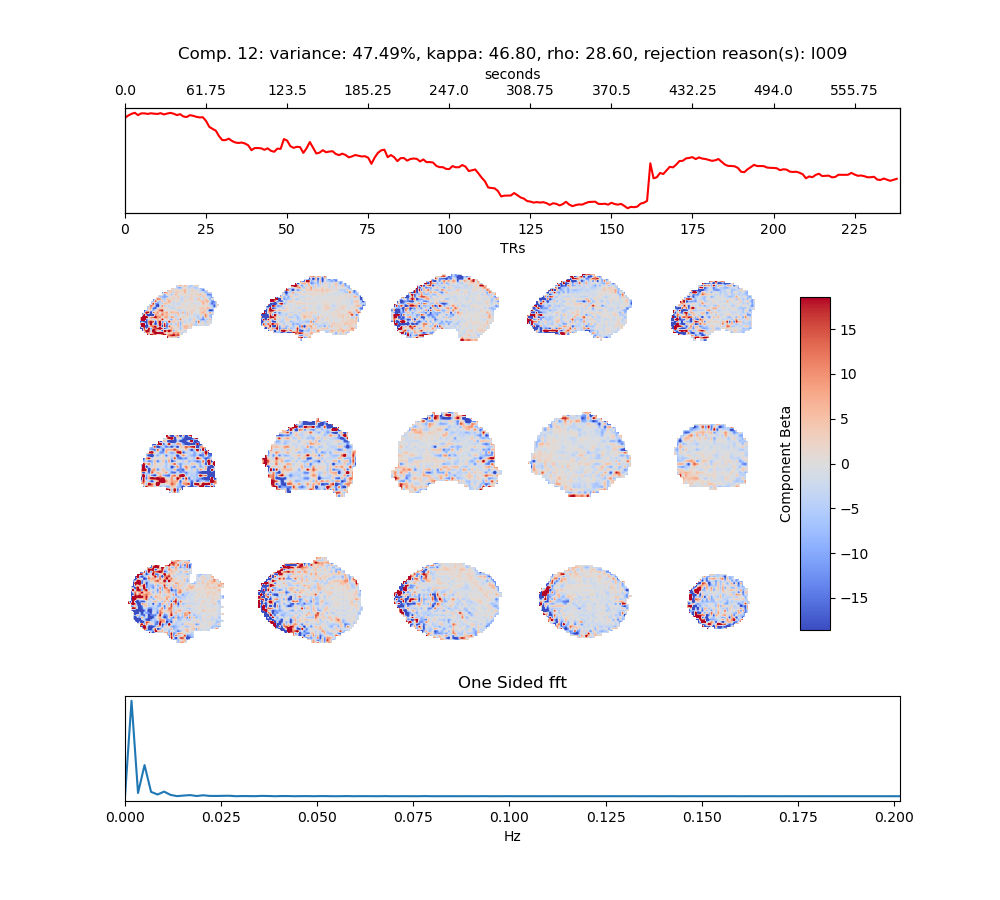 Comp. 12: variance: 47.49%, kappa: 46.80, rho: 28.60, rejection reason(s): I009
seconds
0.0 61.75 123.5 185.25 247.0 308.75 370.5 432.25 494.0 555.75
0 25 50 75 100 125 150 175 200 225
TRs
Component Beta
15
10
5
0
−5
−10
−15
One Sided fft
0.000 0.025 0.050 0.075 0.100 0.125 0.150 0.175 0.200
Hz